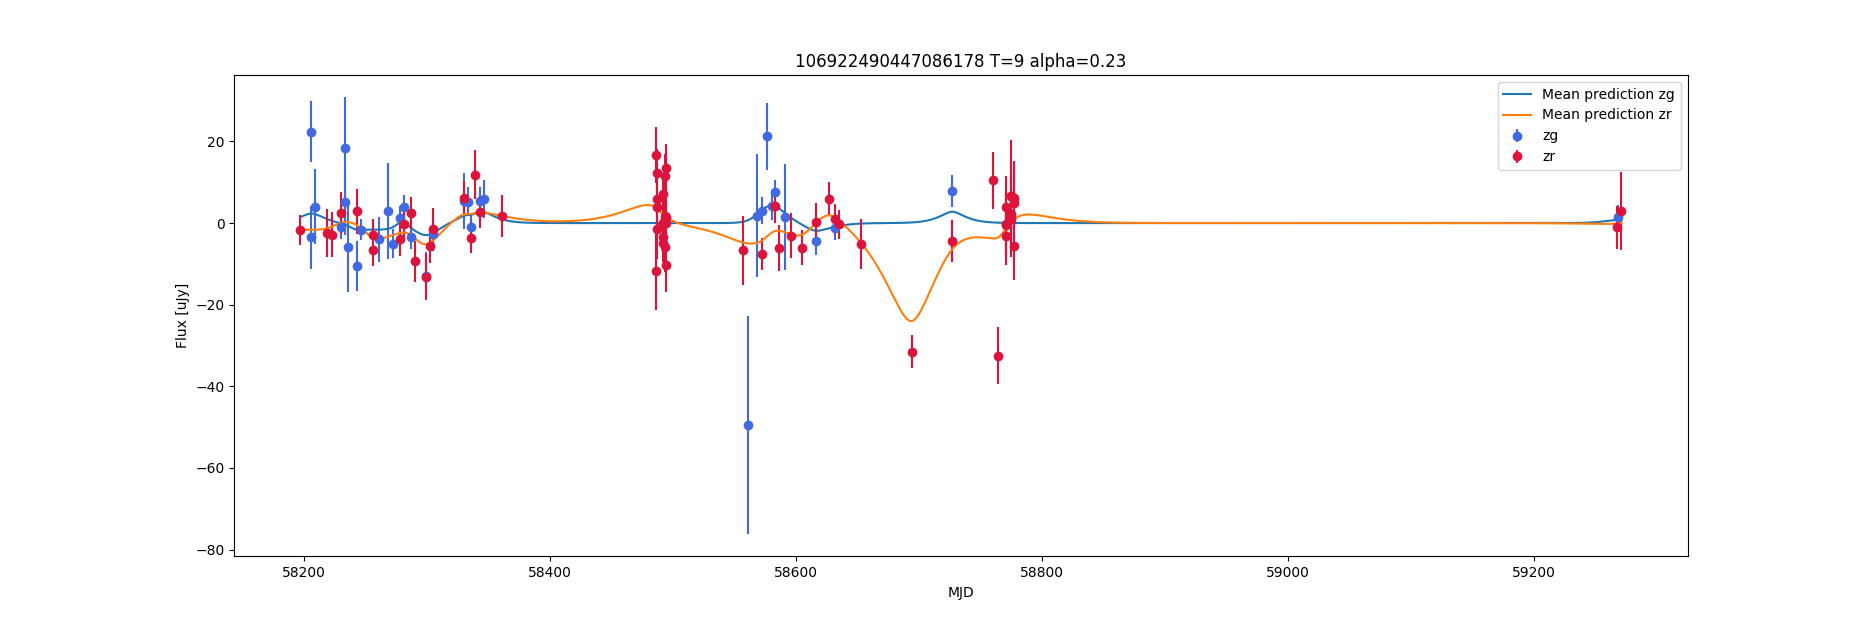 106922490447086178 T=9 alpha=0.23
Mean prediction zg
Mean prediction zr
zg
zr
Flux [uJy]
20
0
−20
−40
−60
−80
58200
58400
58600
58800
59000
59200
MJD